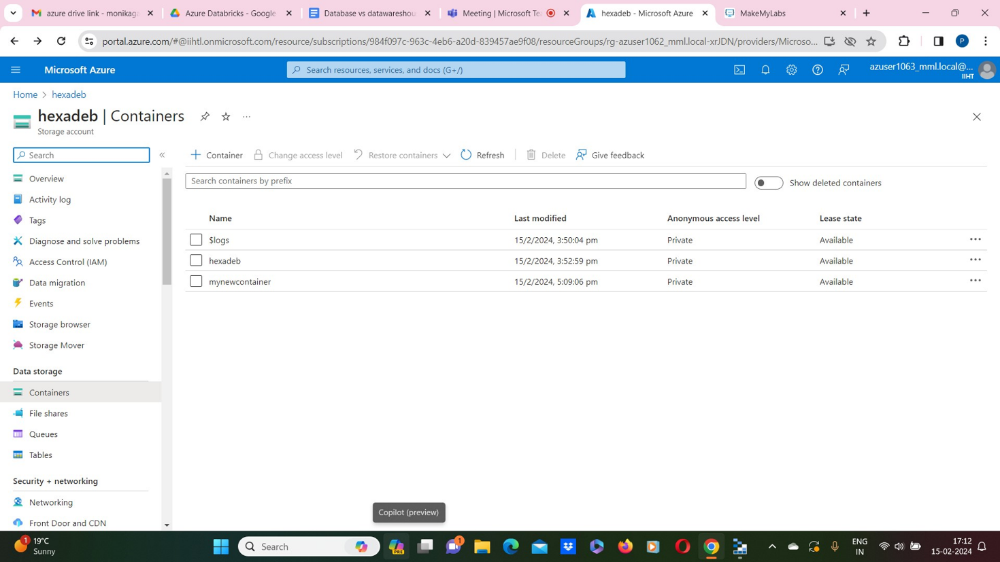 azure drive link - monikaga
Azure Databricks - Google
Database vs datawareshou
Meeting | Microsoft Te
hexadeb - Microsoft Azure
MakeMyLabs
portal.azure.com/#@iihtl.onmicrosoft.com/resource/subscriptions/984f097c-963c-4eb6-a20d-839457ae9f08/resourceGroups/rg-azuser1062_mml.local-xrJDN/providers/Microso...
P
Microsoft Azure
Search resources, services, and docs (G+/)
azuser1063_mml.local@...
IIHT
Home > hexadeb
hexadeb | Containers
Storage account
Search
Container
Change access level
Restore containers
Refresh
Delete
Give feedback
Search containers by prefix
Show deleted containers
Overview
Activity log
Tags
Diagnose and solve problems
Access Control (IAM)
Data migration
Events
Storage browser
Storage Mover
Data storage
Containers
File shares
Queues
Tables
Security + networking
Networking
Front Door and CDN
Name Last modified Anonymous access level Lease state
$logs 15/2/2024, 3:50:04 pm Private Available
hexadeb 15/2/2024, 3:52:59 pm Private Available
mynewcontainer 15/2/2024, 5:09:06 pm Private Available
Copilot (preview)
1
19°C
Sunny
Search
PRE
1
ENG
IN
17:12
15-02-2024